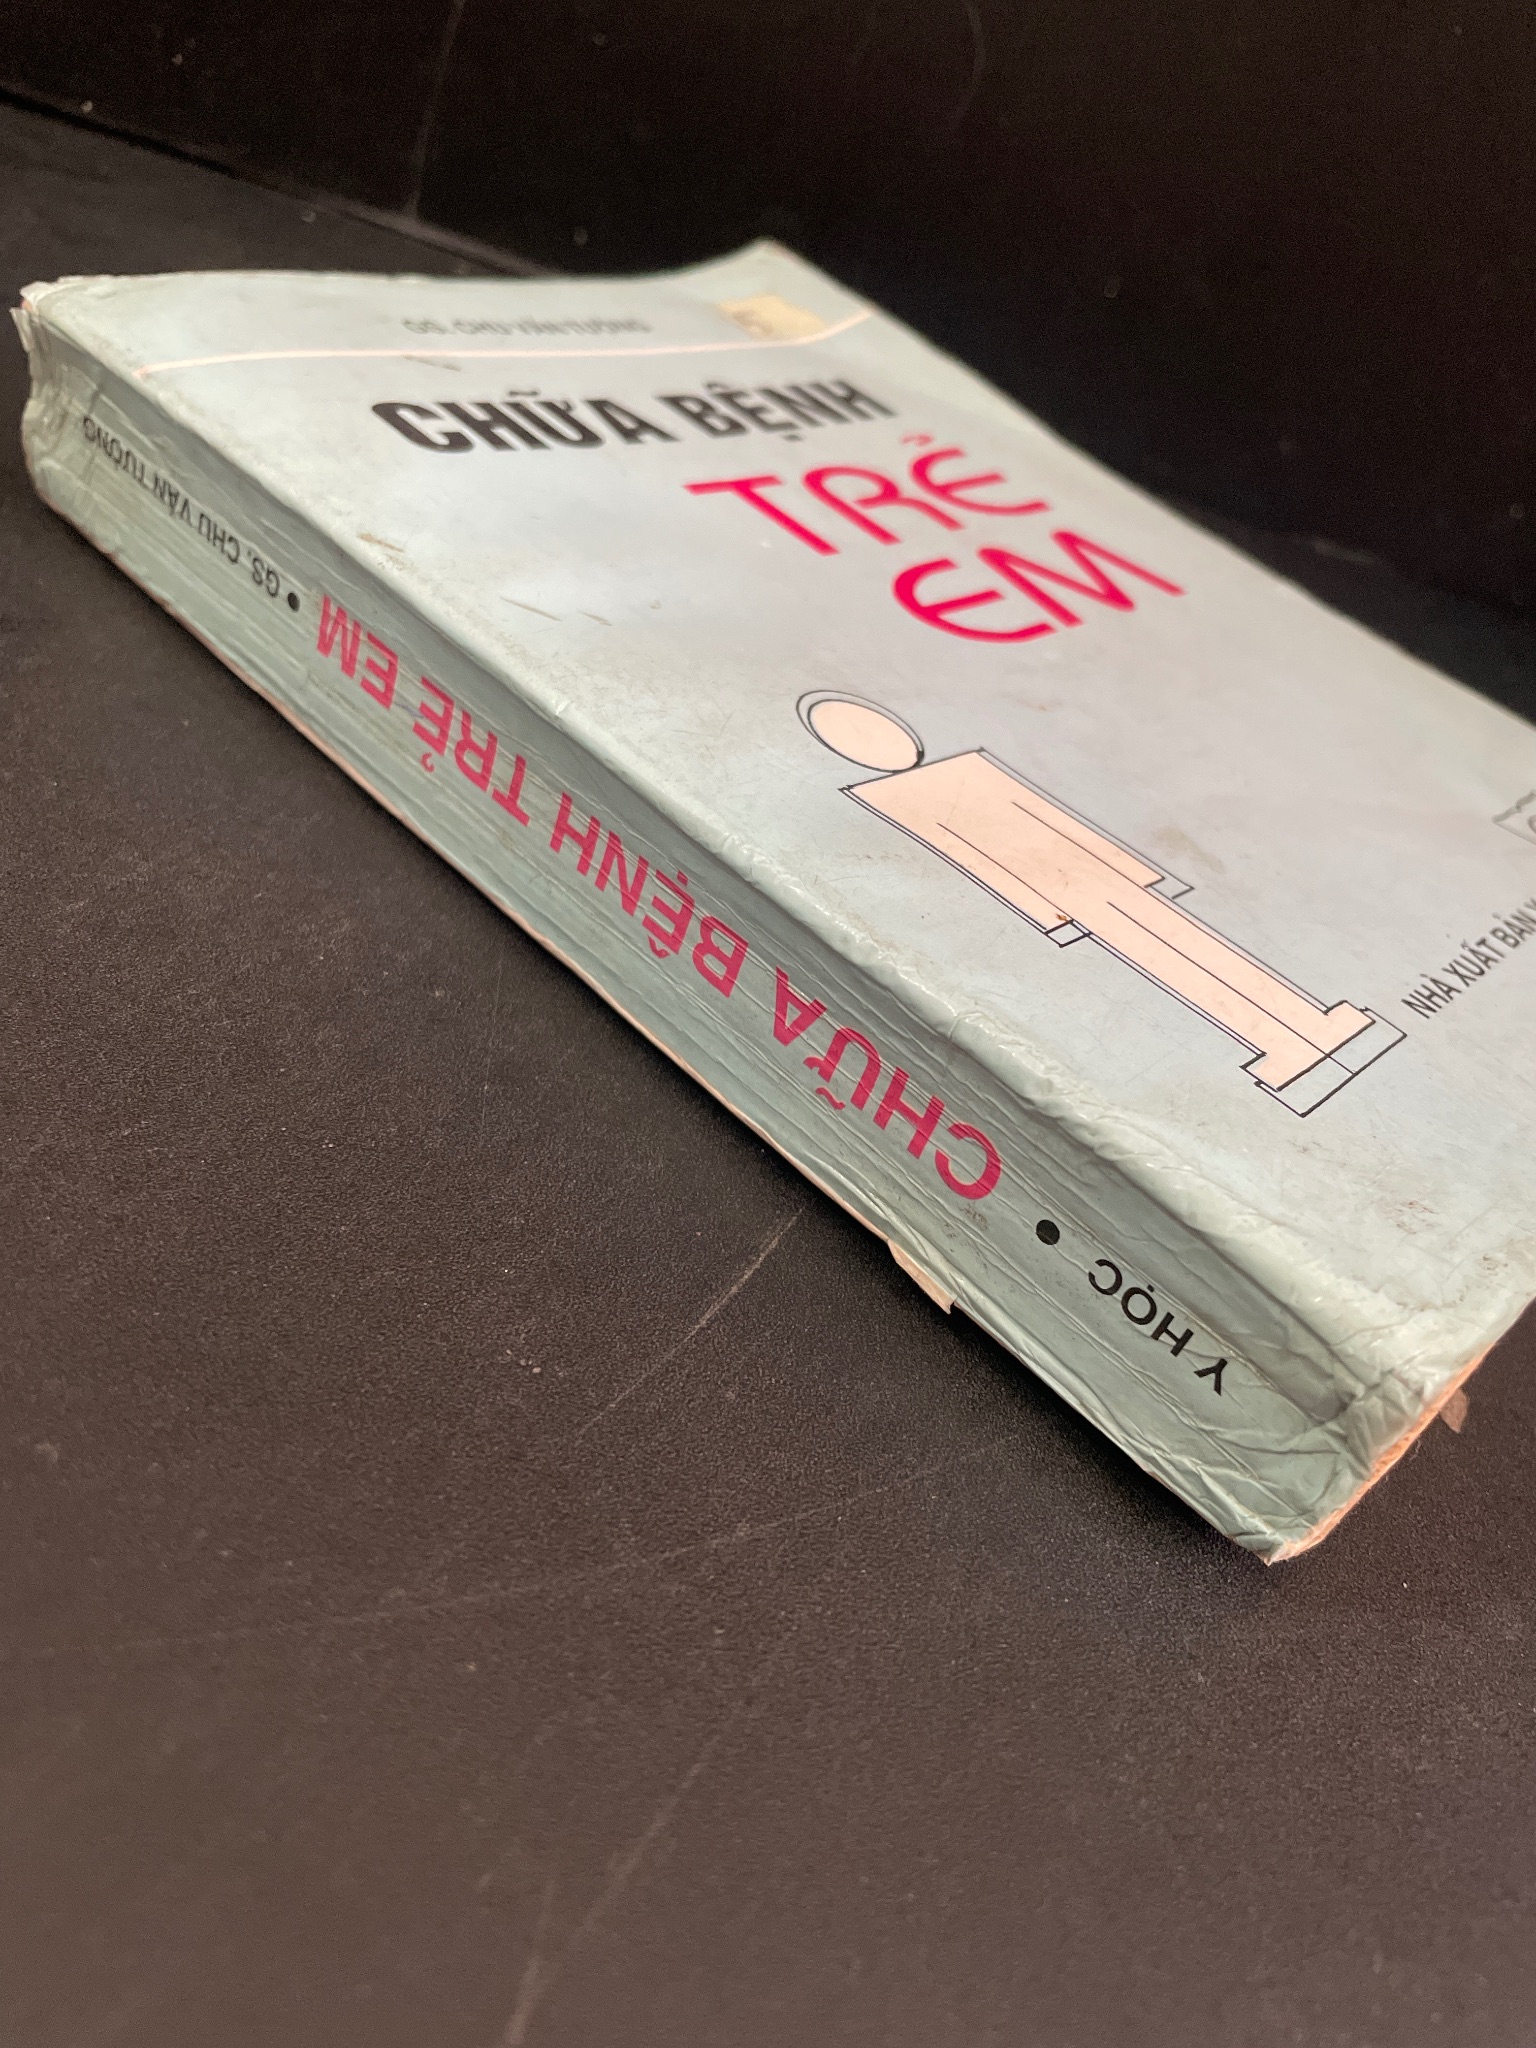 GS. CHU VĂN TƯỜNG
CHỮA BỆNH
TRẺ
EM
NHÀ XUẤT BẢN
Y HỌC • CHỮA BỆNH TRẺ EM • GS. CHU VĂN TƯỜNG